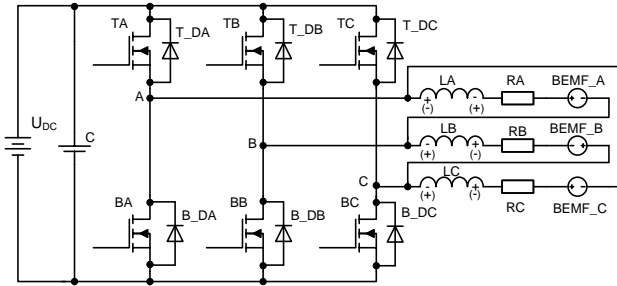 TA TB TC
T_DA T_DB T_DC
A LA RA BEMF_A
+ - + -
(-) (+)
U_DC C
B LB RB BEMF_B
- + + -
(+) (-)
C LC
- + + -
(+) (-) RC BEMF_C
BA BB BC
B_DA B_DB B_DC